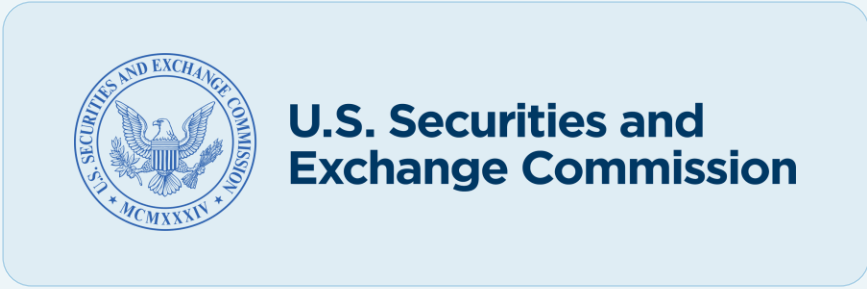 U.S. SECURITIES AND EXCHANGE COMMISSION
MCMXXXIV
U.S. Securities and
Exchange Commission